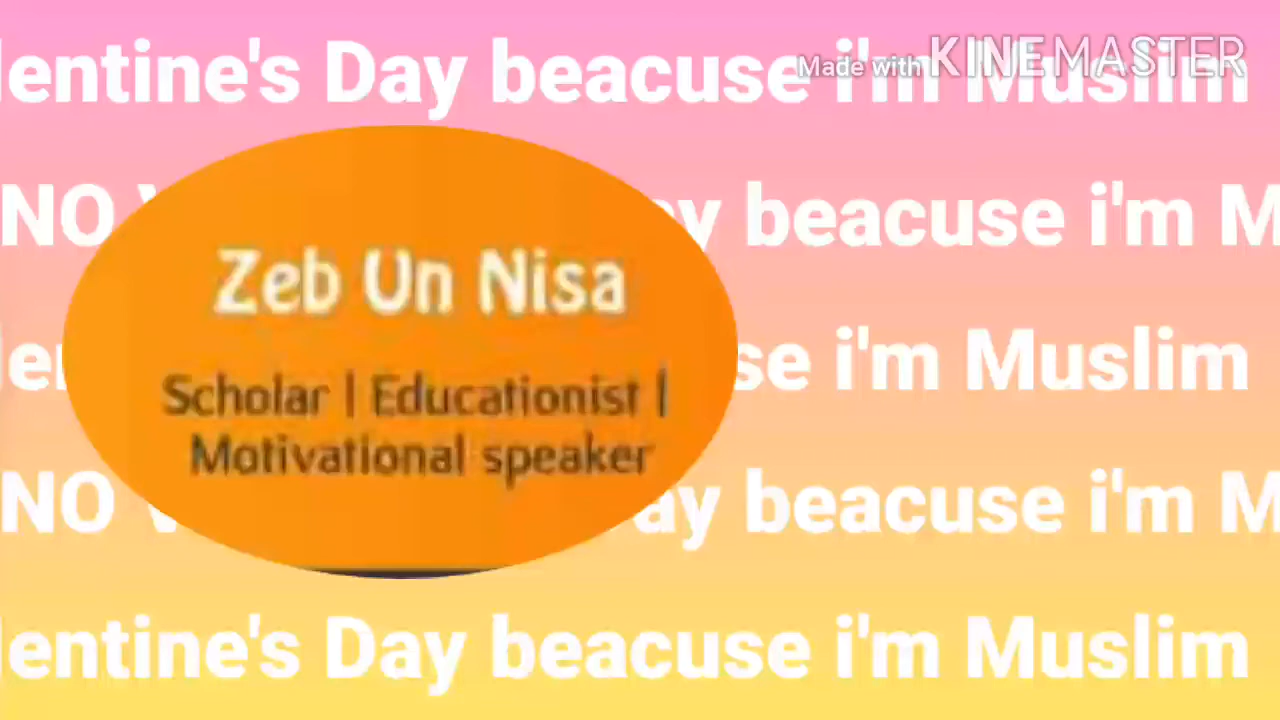 lentine's Day beacuse i'm Muslim
Made with KINEMASTER
NO ay beacuse i'm M
Zeb Un Nisa
se i'm Muslim
Scholar | Educationist |
Motivational speaker
NO ay beacuse i'm M
lentine's Day beacuse i'm Muslim